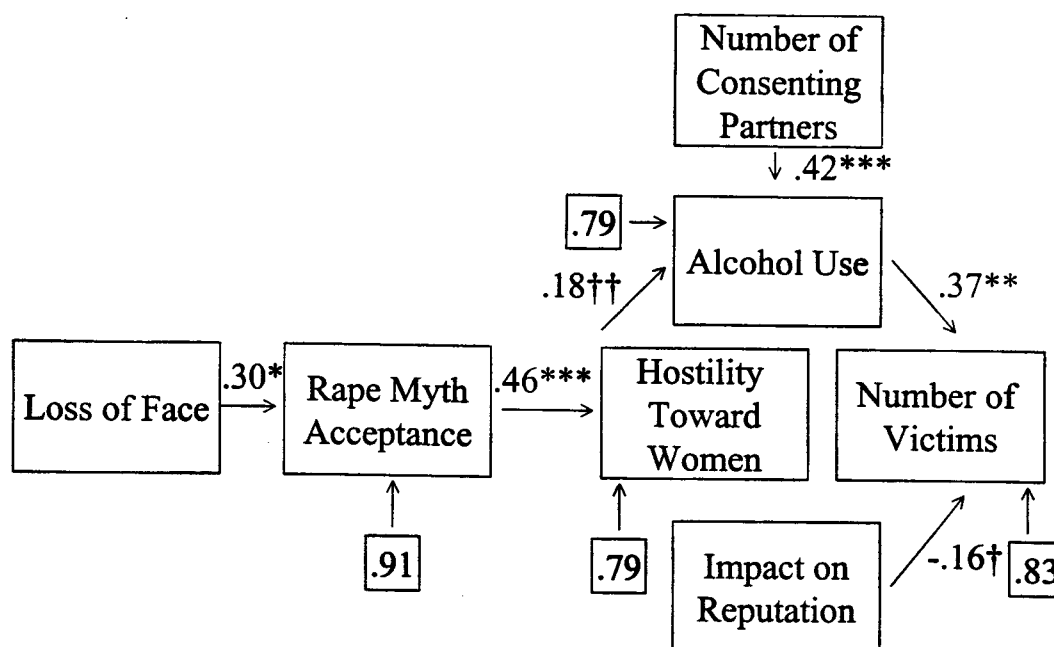 Number of
Consenting
Partners
.42***
.79
Alcohol Use
.18††
.37**
Loss of Face
.30*
Rape Myth
Acceptance
.46***
Hostility
Toward
Women
Number of
Victims
.91
.79
Impact on
Reputation
-.16†
.83